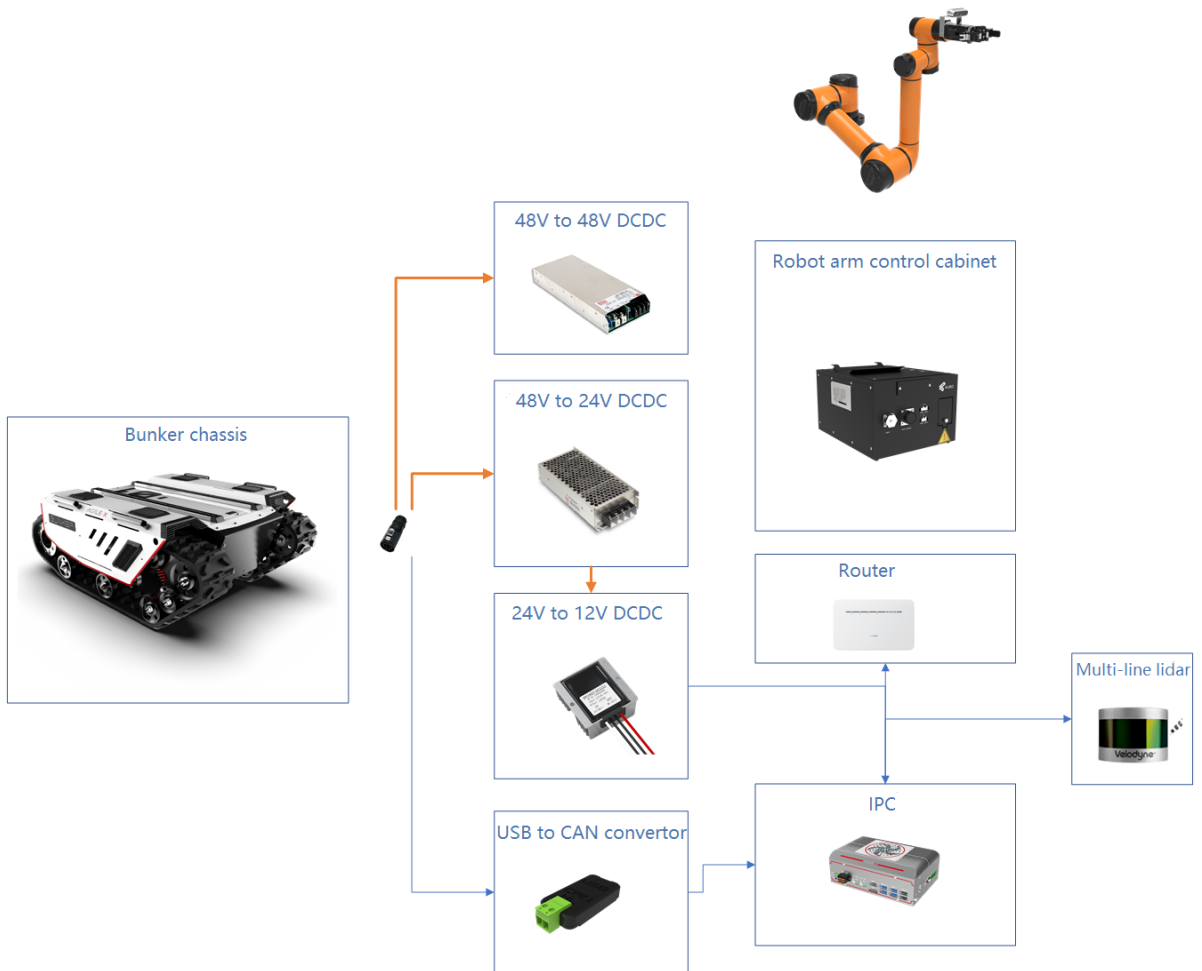 48V to 48V DCDC
Robot arm control cabinet
48V to 24V DCDC
Bunker chassis
AGILE·X
Router
24V to 12V DCDC
Multi-line lidar
Velodyne
IPC
USB to CAN convertor